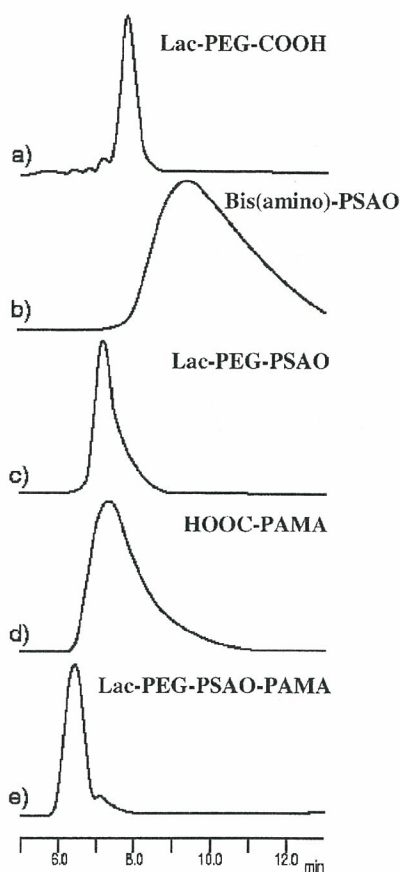 Lac-PEG-COOH
a)
Bis(amino)-PSAO
b)
Lac-PEG-PSAO
c)
HOOC-PAMA
d)
Lac-PEG-PSAO-PAMA
e)
6.0 8.0 10.0 12.0 min